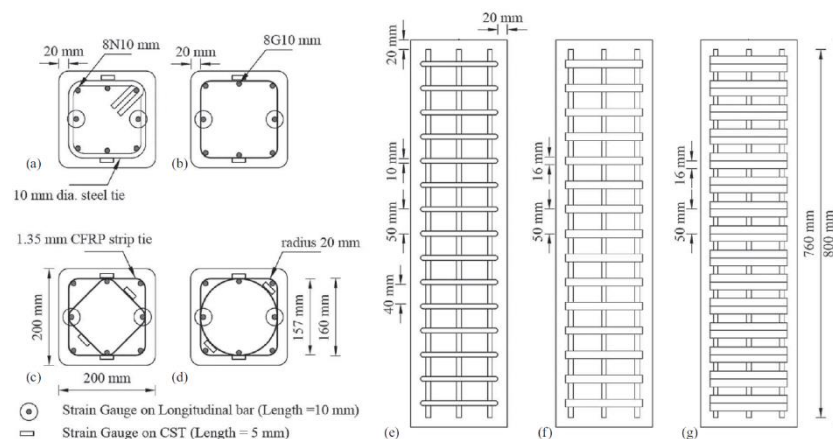 20 mm
8N10 mm
(a)
10 mm dia. steel tie
20 mm
8G10 mm
(b)
1.35 mm CFRP strip tie
200 mm
(c)
200 mm
radius 20 mm
157 mm
160 mm
(d)
Strain Gauge on Longitudinal bar (Length =10 mm)
Strain Gauge on CST (Length = 5 mm)
20 mm
20 mm
10 mm
50 mm
40 mm
(e)
16 mm
50 mm
(f)
16 mm
50 mm
760 mm
800 mm
(g)